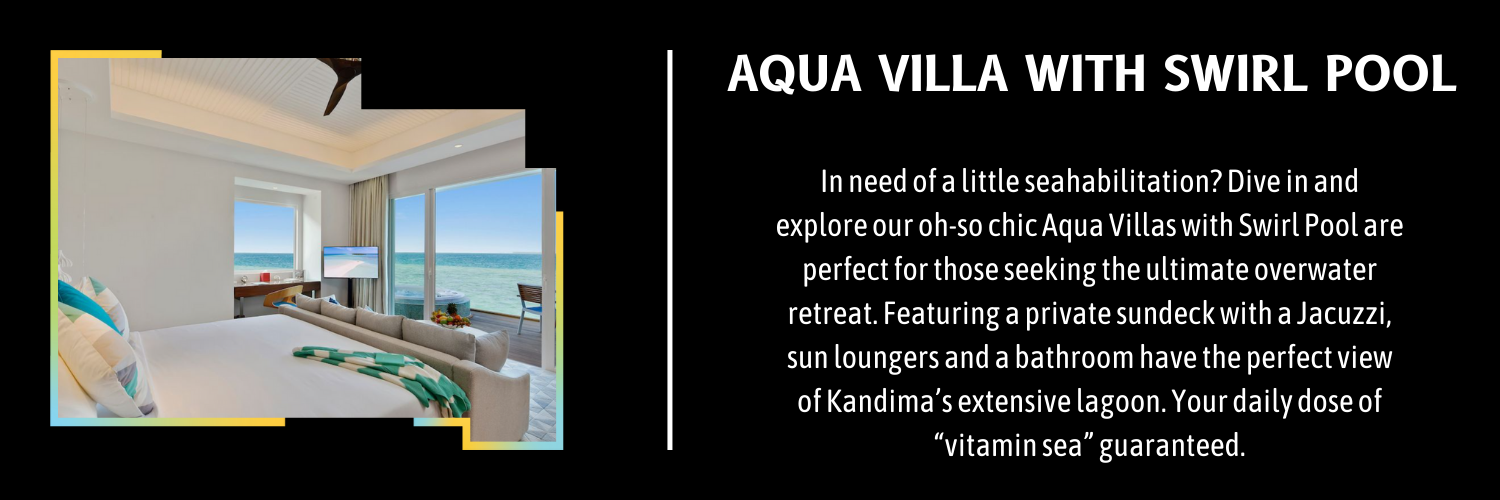 AQUA VILLA WITH SWIRL POOL
In need of a little seahabilitation? Dive in and
explore our oh-so chic Aqua Villas with Swirl Pool are
perfect for those seeking the ultimate overwater
retreat. Featuring a private sundeck with a Jacuzzi,
sun loungers and a bathroom have the perfect view
of Kandima’s extensive lagoon. Your daily dose of
“vitamin sea” guaranteed.